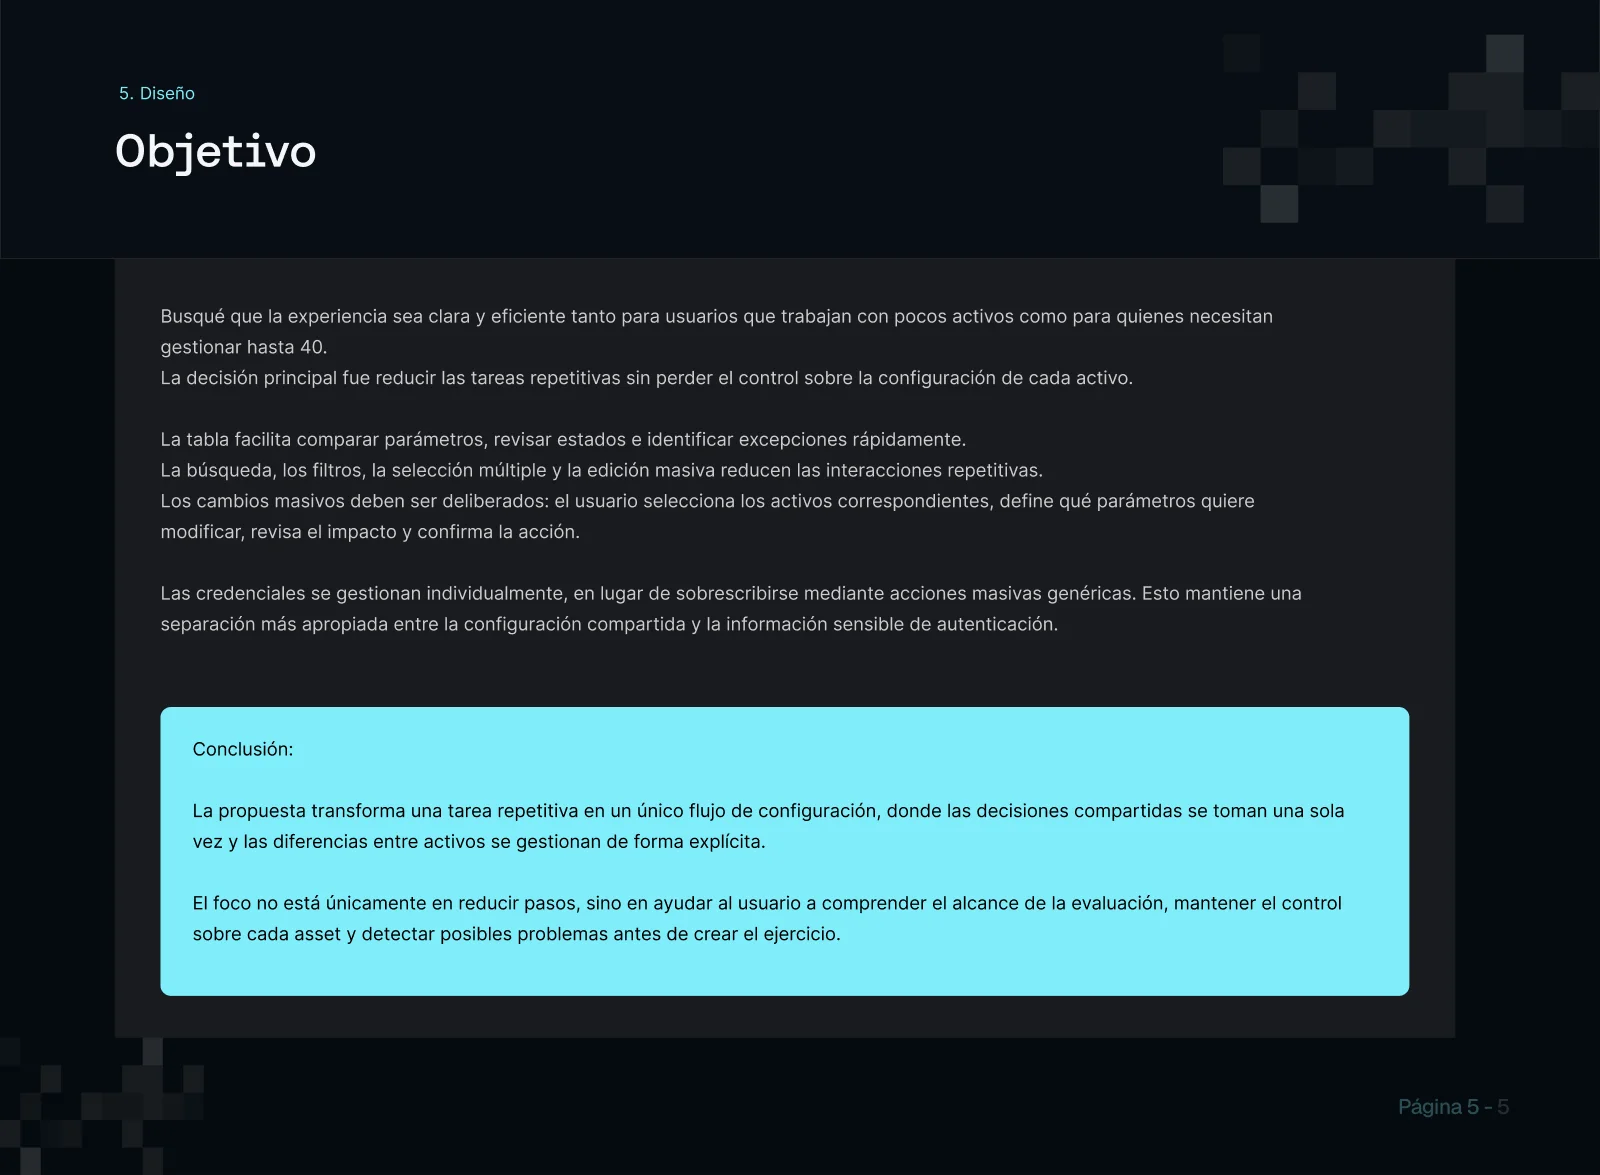 5. Diseño
Objetivo
Busqué que la experiencia sea clara y eficiente tanto para usuarios que trabajan con pocos activos como para quienes necesitan
gestionar hasta 40.
La decisión principal fue reducir las tareas repetitivas sin perder el control sobre la configuración de cada activo.
La tabla facilita comparar parámetros, revisar estados e identificar excepciones rápidamente.
La búsqueda, los filtros, la selección múltiple y la edición masiva reducen las interacciones repetitivas.
Los cambios masivos deben ser deliberados: el usuario selecciona los activos correspondientes, define qué parámetros quiere
modificar, revisa el impacto y confirma la acción.
Las credenciales se gestionan individualmente, en lugar de sobrescribirse mediante acciones masivas genéricas. Esto mantiene una
separación más apropiada entre la configuración compartida y la información sensible de autenticación.
Conclusión:
La propuesta transforma una tarea repetitiva en un único flujo de configuración, donde las decisiones compartidas se toman una sola
vez y las diferencias entre activos se gestionan de forma explícita.
El foco no está únicamente en reducir pasos, sino en ayudar al usuario a comprender el alcance de la evaluación, mantener el control
sobre cada asset y detectar posibles problemas antes de crear el ejercicio.
Página 5 - 5